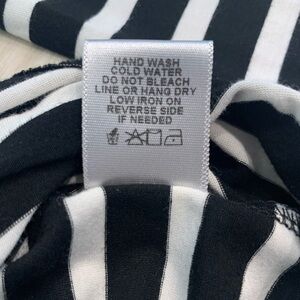 HAND WASH
COLD WATER
DO NOT BLEACH
LINE OR HANG DRY
LOW IRON ON
REVERSE SIDE
IF NEEDED